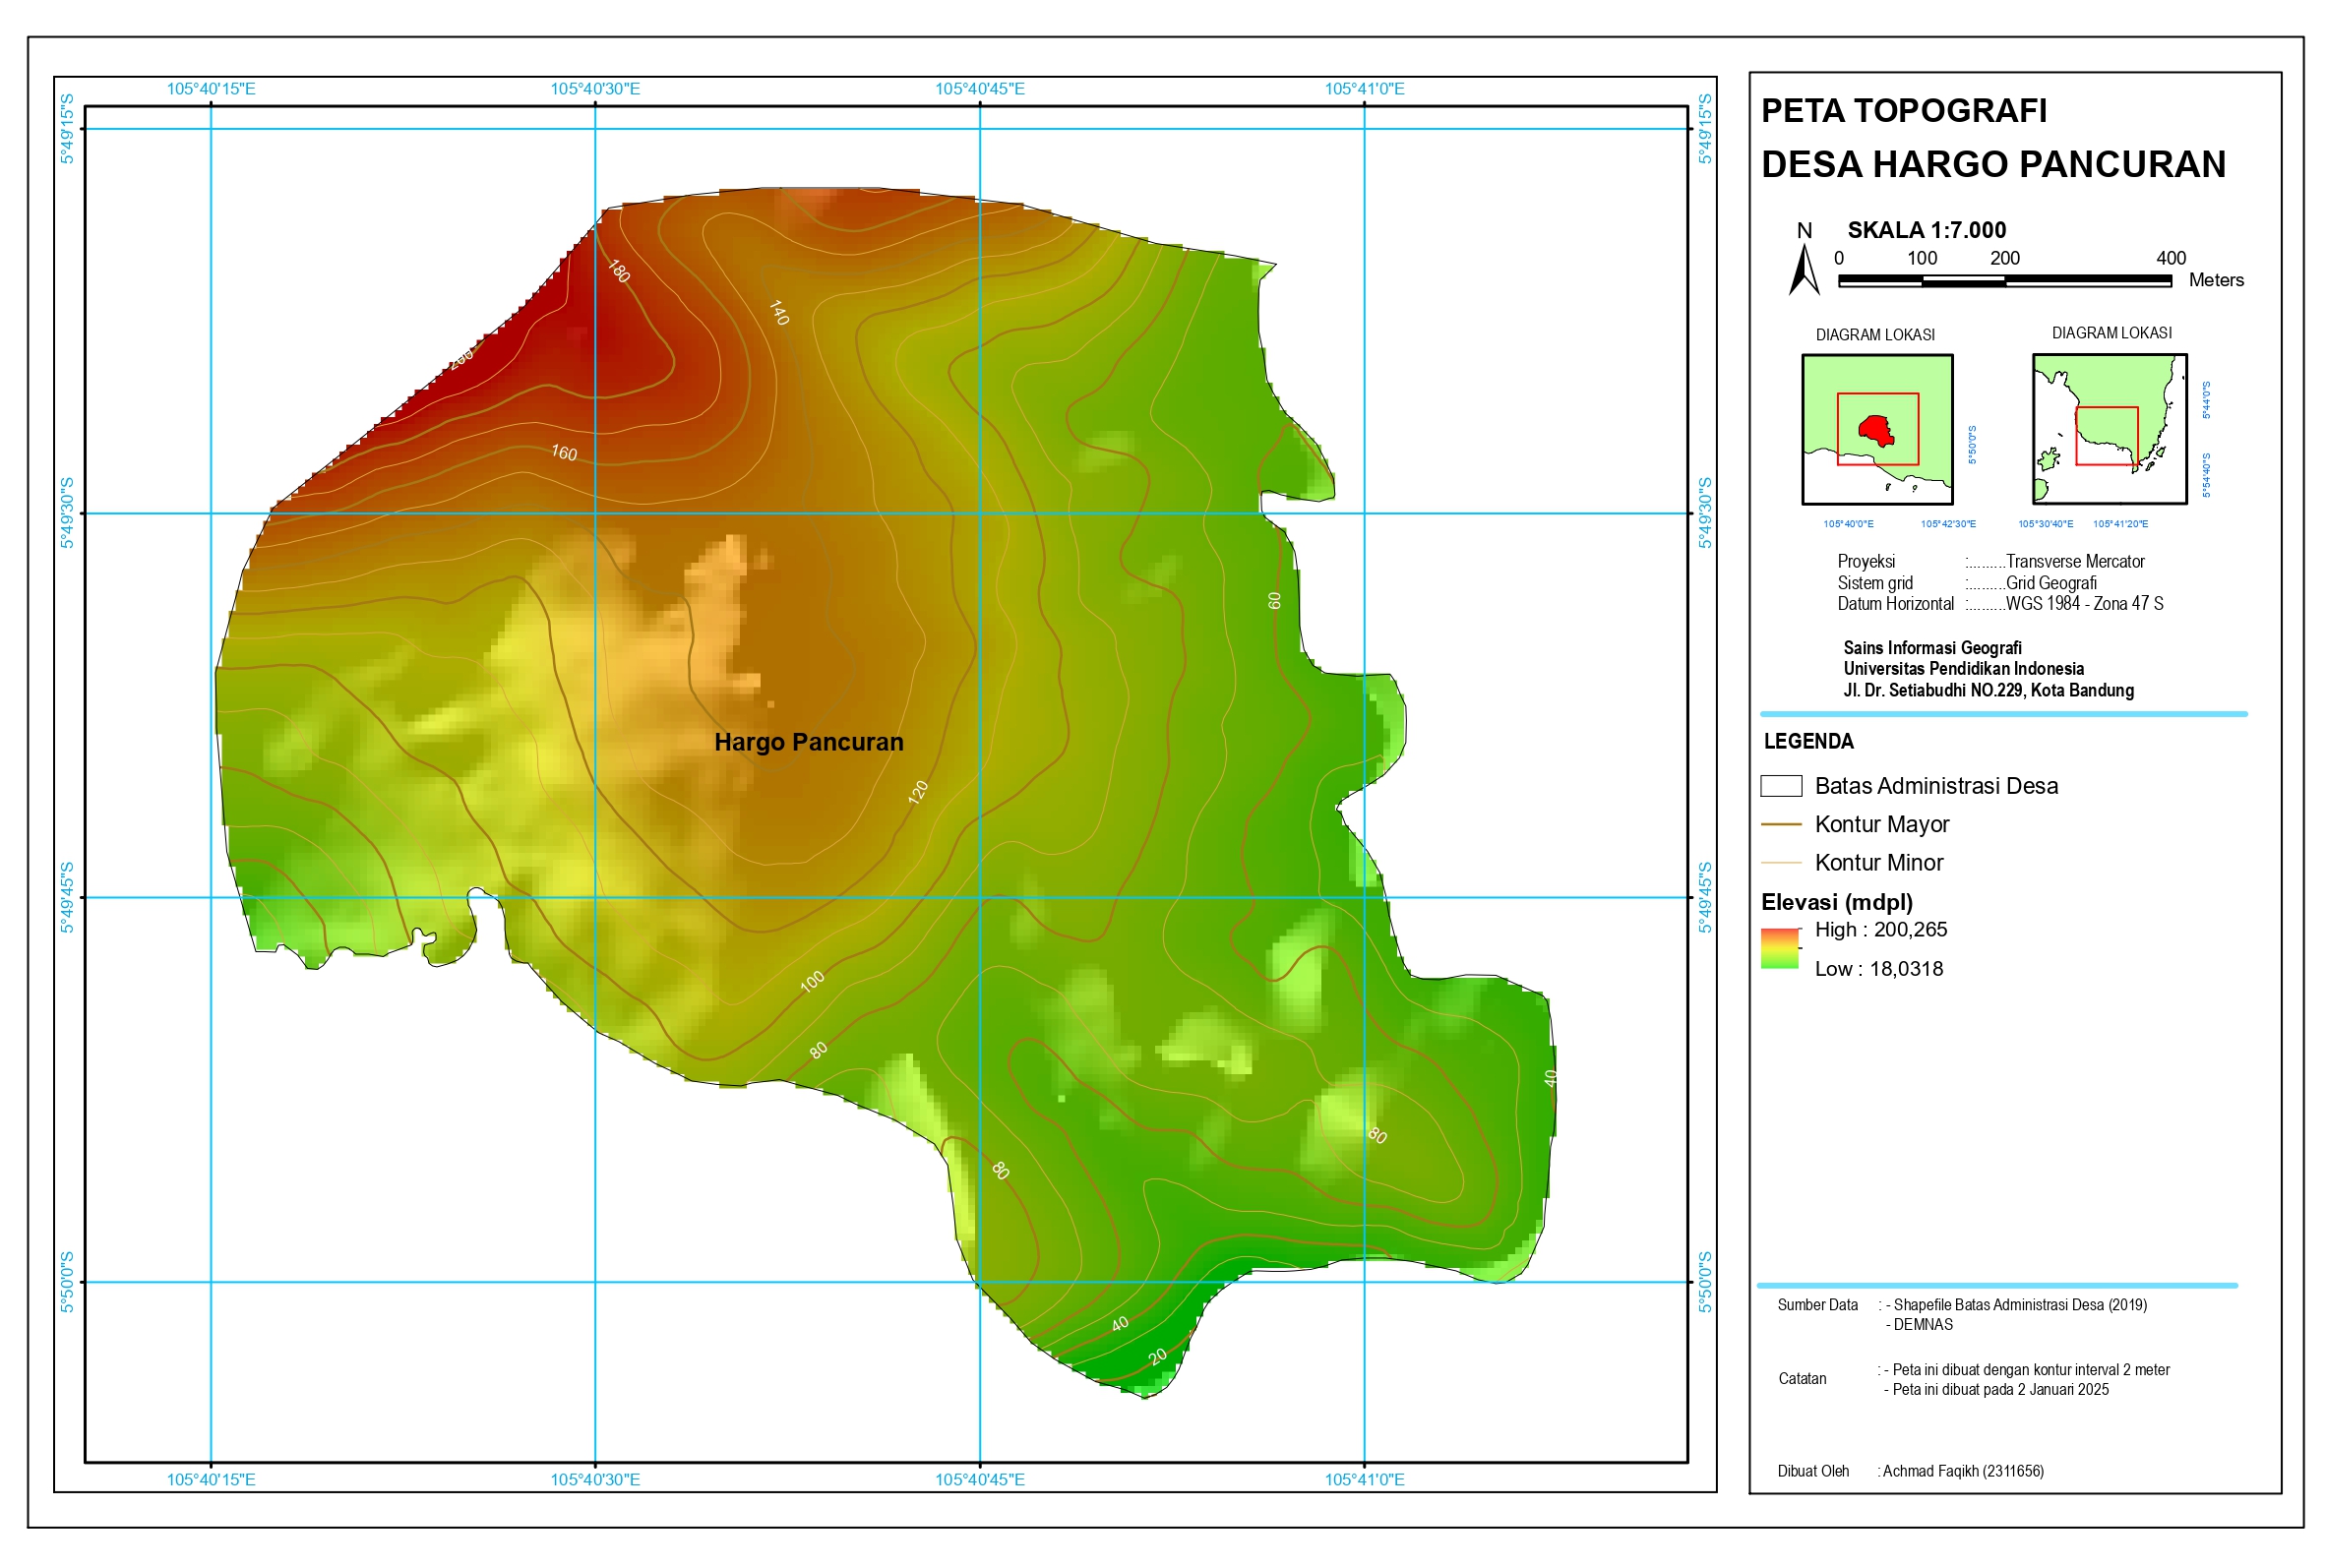 105°40'15"E 105°40'30"E 105°40'45"E 105°41'0"E
5°49'15"S 5°49'15"S
5°49'30"S 5°49'30"S
5°49'45"S 5°49'45"S
5°50'0"S 5°50'0"S
180
140
200
160
60
Hargo Pancuran
120
100
80
40
80
80
40
20
105°40'15"E 105°40'30"E 105°40'45"E 105°41'0"E
PETA TOPOGRAFI
DESA HARGO PANCURAN
N SKALA 1:7.000
0 100 200 400
Meters
DIAGRAM LOKASI DIAGRAM LOKASI
5°50'0"S
5°44'0"S
5°54'40"S
105°40'0"E 105°42'30"E 105°30'40"E 105°41'20"E
Proyeksi :.........Transverse Mercator
Sistem grid :.........Grid Geografi
Datum Horizontal :.........WGS 1984 - Zona 47 S
Sains Informasi Geografi
Universitas Pendidikan Indonesia
Jl. Dr. Setiabudhi NO.229, Kota Bandung
LEGENDA
Batas Administrasi Desa
Kontur Mayor
Kontur Minor
Elevasi (mdpl)
High : 200,265
Low : 18,0318
Sumber Data : - Shapefile Batas Administrasi Desa (2019)
- DEMNAS
Catatan : - Peta ini dibuat dengan kontur interval 2 meter
- Peta ini dibuat pada 2 Januari 2025
Dibuat Oleh : Achmad Faqikh (2311656)